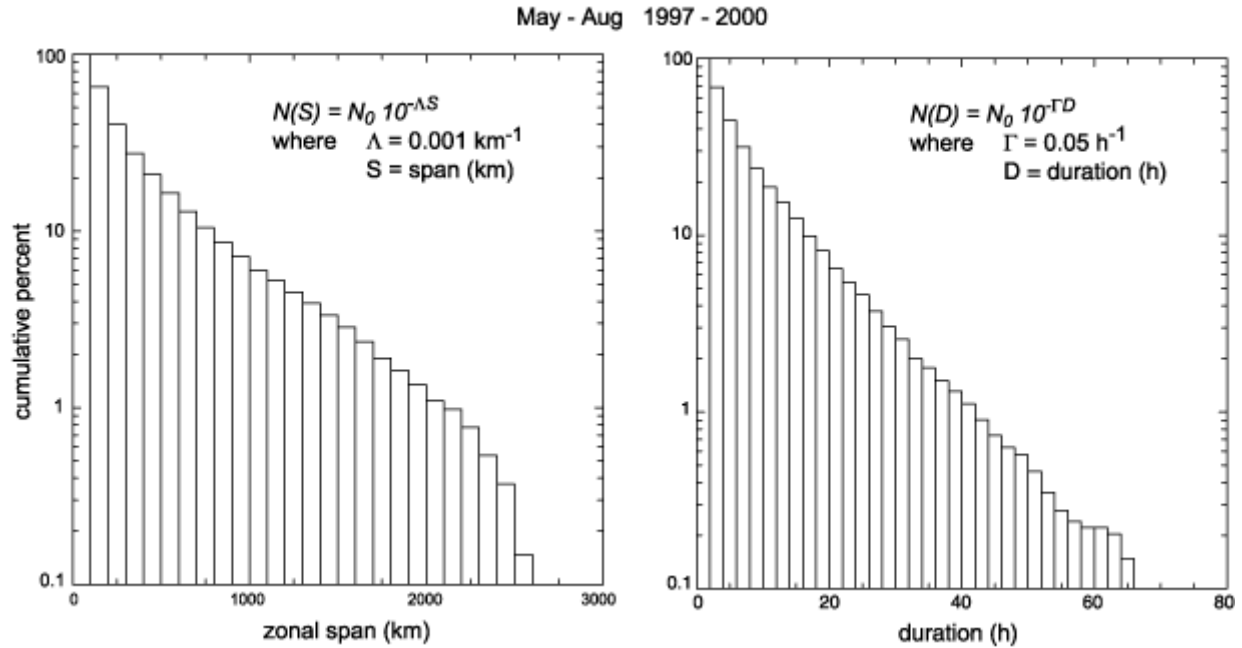 May - Aug 1997 - 2000
100
10
1
0.1
cumulative percent
N(S) = N₀ 10^-ΛS
where Λ = 0.001 km⁻¹
S = span (km)
0 1000 2000 3000
zonal span (km)
100
10
1
0.1
N(D) = N₀ 10^-ΓD
where Γ = 0.05 h⁻¹
D = duration (h)
0 20 40 60 80
duration (h)